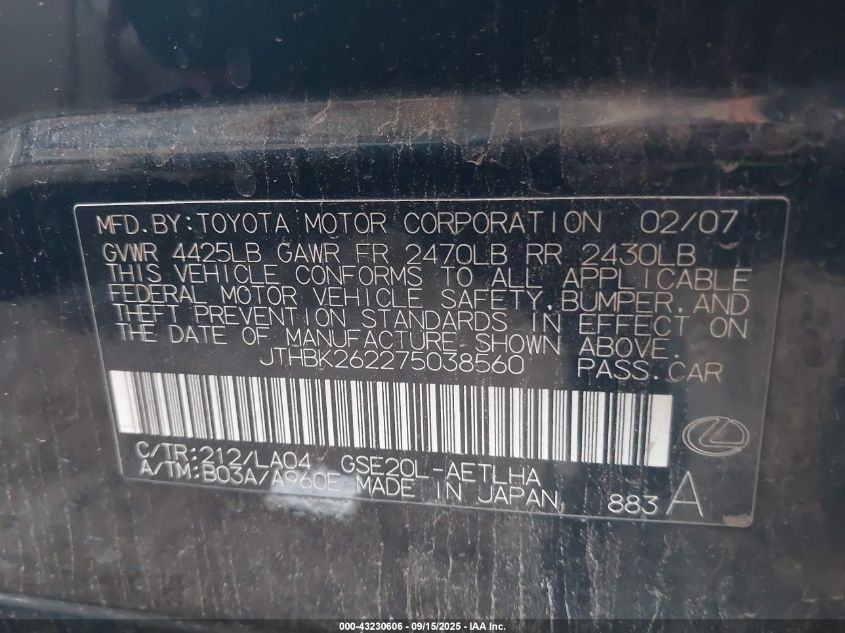 MFD.BY:TOYOTA MOTOR CORPORATION 02/07
GVWR 4425LB GAWR FR 2470LB RR 2430LB
THIS VEHICLE CONFORMS TO ALL APPLICABLE
FEDERAL MOTOR VEHICLE SAFETY,BUMPER,AND
THEFT PREVENTION STANDARDS IN EFFECT ON
THE DATE OF MANUFACTURE SHOWN ABOVE.
JTHBK262275038560 PASS.CAR
C/TR:212/LA04 GSE20L-AETLHA
A/TM:B03A/A960E MADE IN JAPAN
883 A
000-43230606 - 09/15/2025 - IAA Inc.